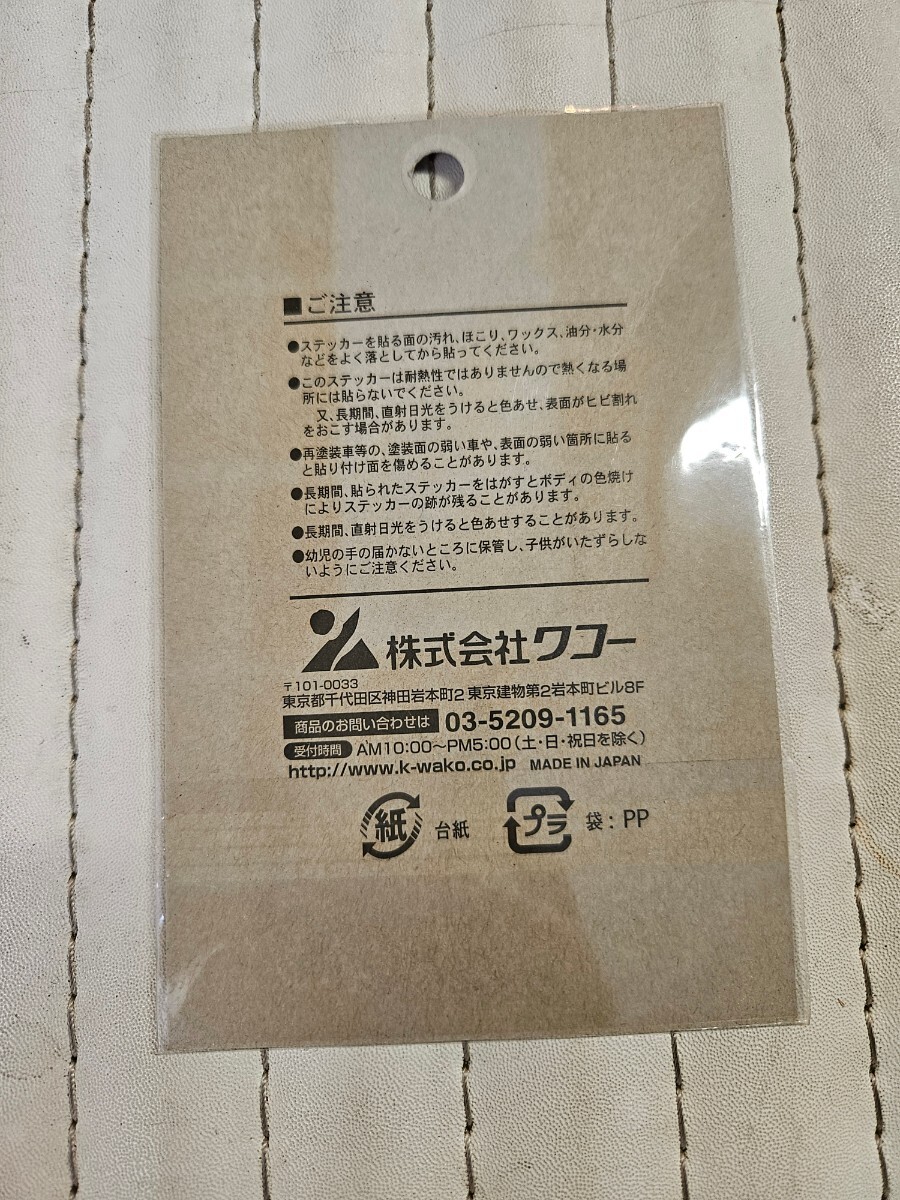 ■ご注意
●ステッカーを貼る面の汚れ、ほこり、ワックス、油分・水分
などをよく落としてから貼ってください。
●このステッカーは耐熱性ではありませんので熱くなる場
所には貼らないでください。
又、長期間、直射日光をうけると色あせ、表面がヒビ割れ
をおこす場合があります。
●再塗装車等の、塗装面の弱い車や、表面の弱い箇所に貼る
と貼り付け面を傷めることがあります。
●長期間、貼られたステッカーをはがすとボディの色焼け
によりステッカーの跡が残ることがあります。
●長期間、直射日光をうけると色あせすることがあります。
●幼児の手の届かないところに保管し、子供がいたずらしな
いようにご注意ください。
株式会社ワコー
〒101-0033
東京都千代田区神田岩本町2 東京建物第2岩本町ビル8F
商品のお問い合わせは 03-5209-1165
受付時間 AM10:00～PM5:00(土・日・祝日を除く)
http://www.k-wako.co.jp MADE IN JAPAN
紙 台紙 プラ 袋：PP